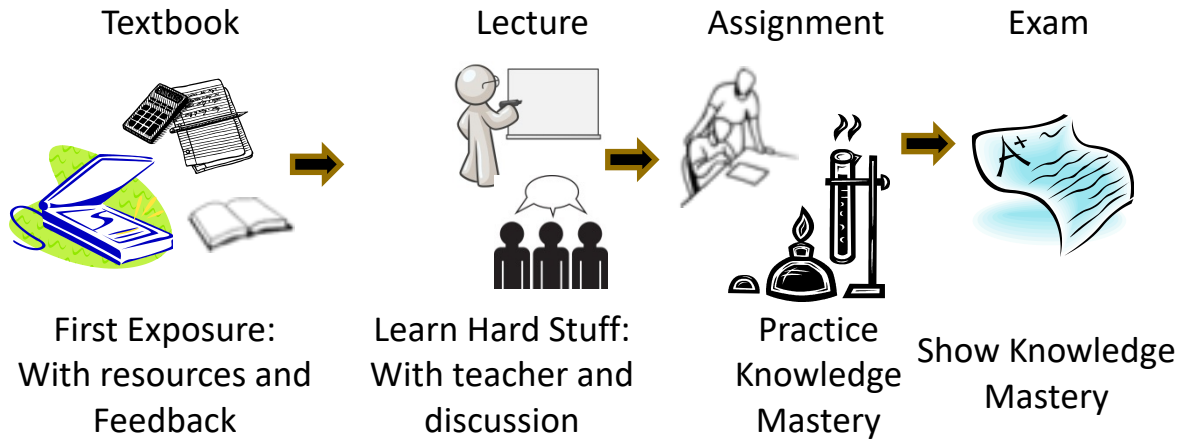 Textbook
Lecture
Assignment
Exam
A+
First Exposure:
With resources and
Feedback
Learn Hard Stuff:
With teacher and
discussion
Practice
Knowledge
Mastery
Show Knowledge
Mastery